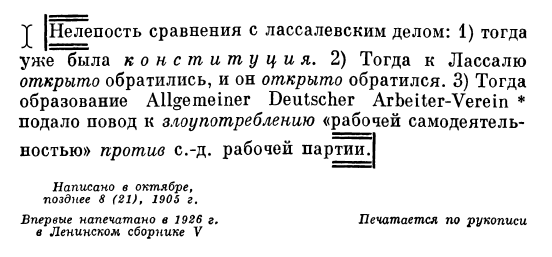 Нелепость сравнения с лассалевским делом: 1) тогда
уже была конституция. 2) Тогда к Лассалю
открыто обратились, и он открыто обратился. 3) Тогда
образование Allgemeiner Deutscher Arbeiter-Verein *
подало повод к злоупотреблению «рабочей самодеятель-
ностью» против с.-д. рабочей партии.
Написано в октябре,
позднее 8 (21), 1905 г.
Впервые напечатано в 1926 г.
в Ленинском сборнике V
Печатается по рукописи